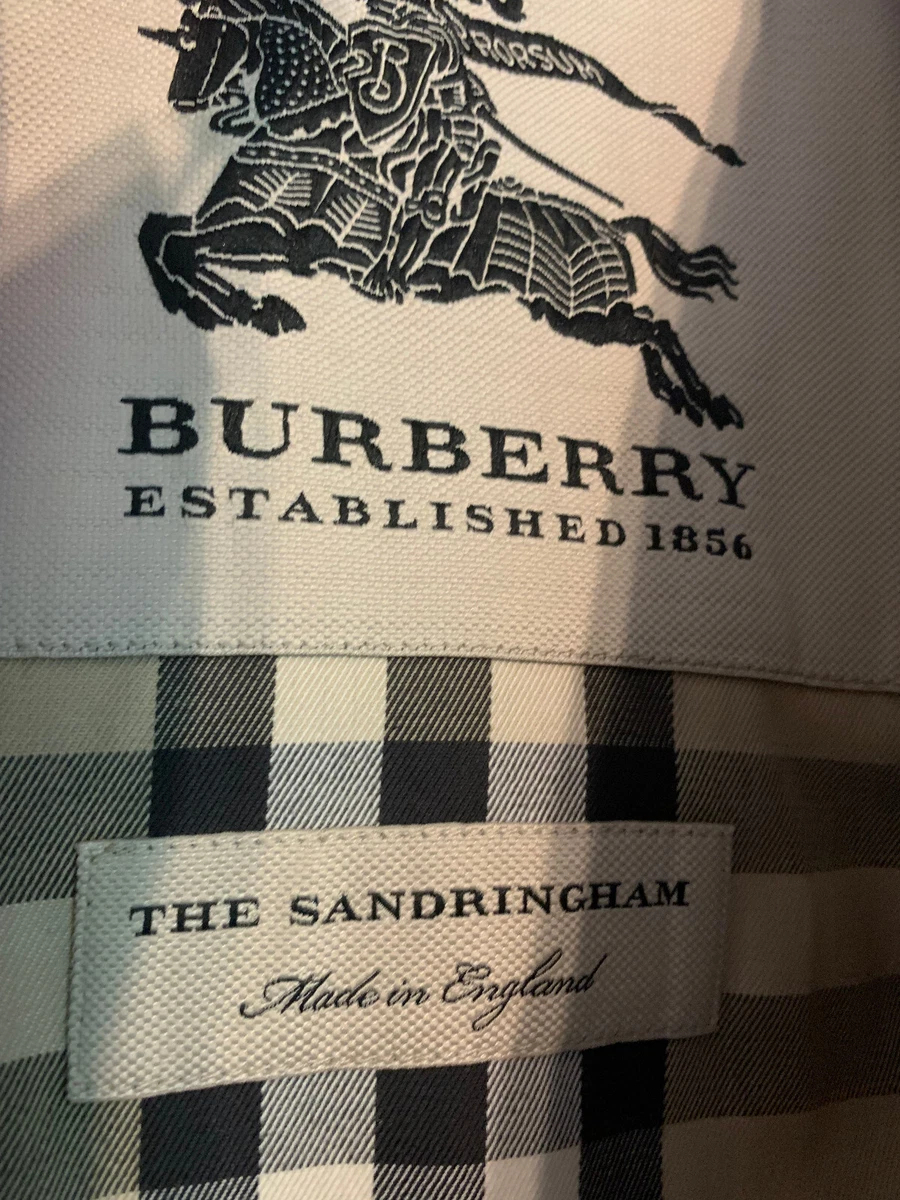 PRORSUM
B
BURBERRY
ESTABLISHED 1856
THE SANDRINGHAM
Made in England